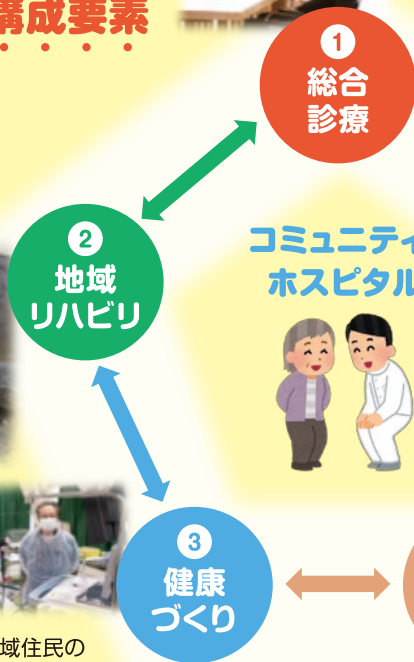 構成要素
1
総合
診療
2
地域
リハビリ
コミュニティ
ホスピタル
3
健康
づくり
域住民の